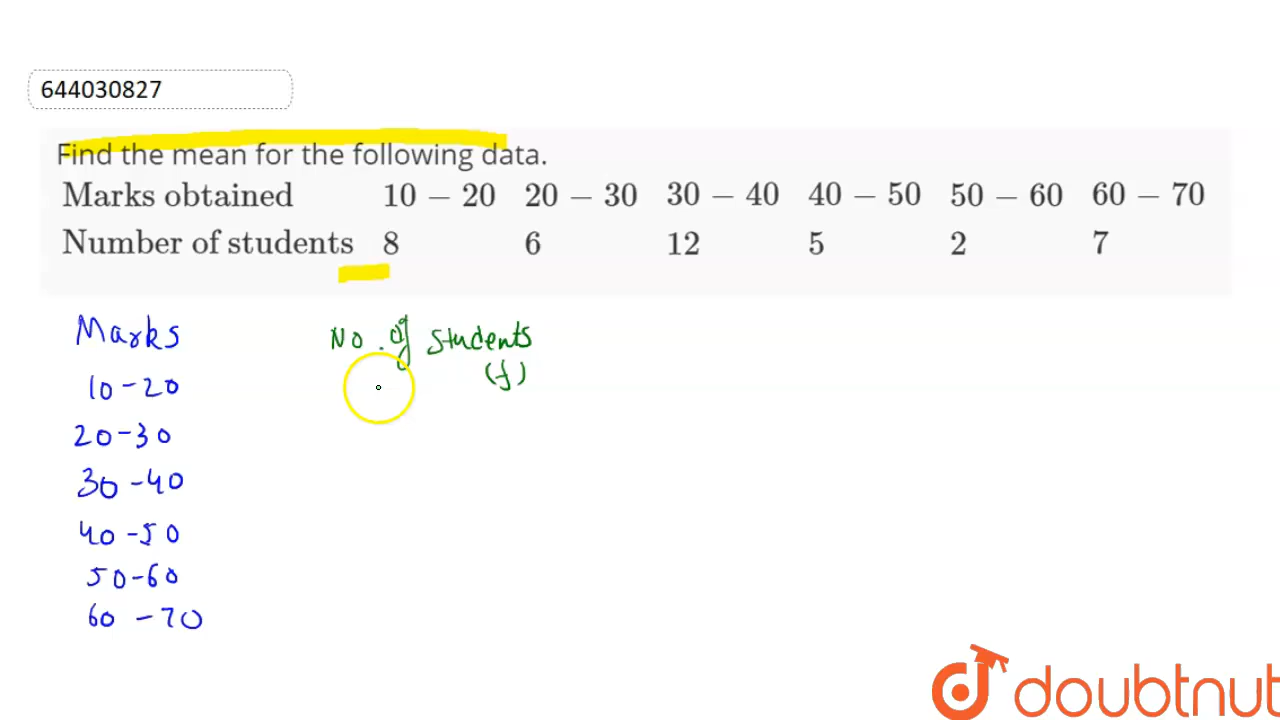 644030827
Find the mean for the following data.
Marks obtained 10 − 20 20 − 30 30 − 40 40 − 50 50 − 60 60 − 70
Number of students 8 6 12 5 2 7
Marks No. of students
(f)
10-20
20-30
30-40
40-50
50-60
60-70
doubtnut